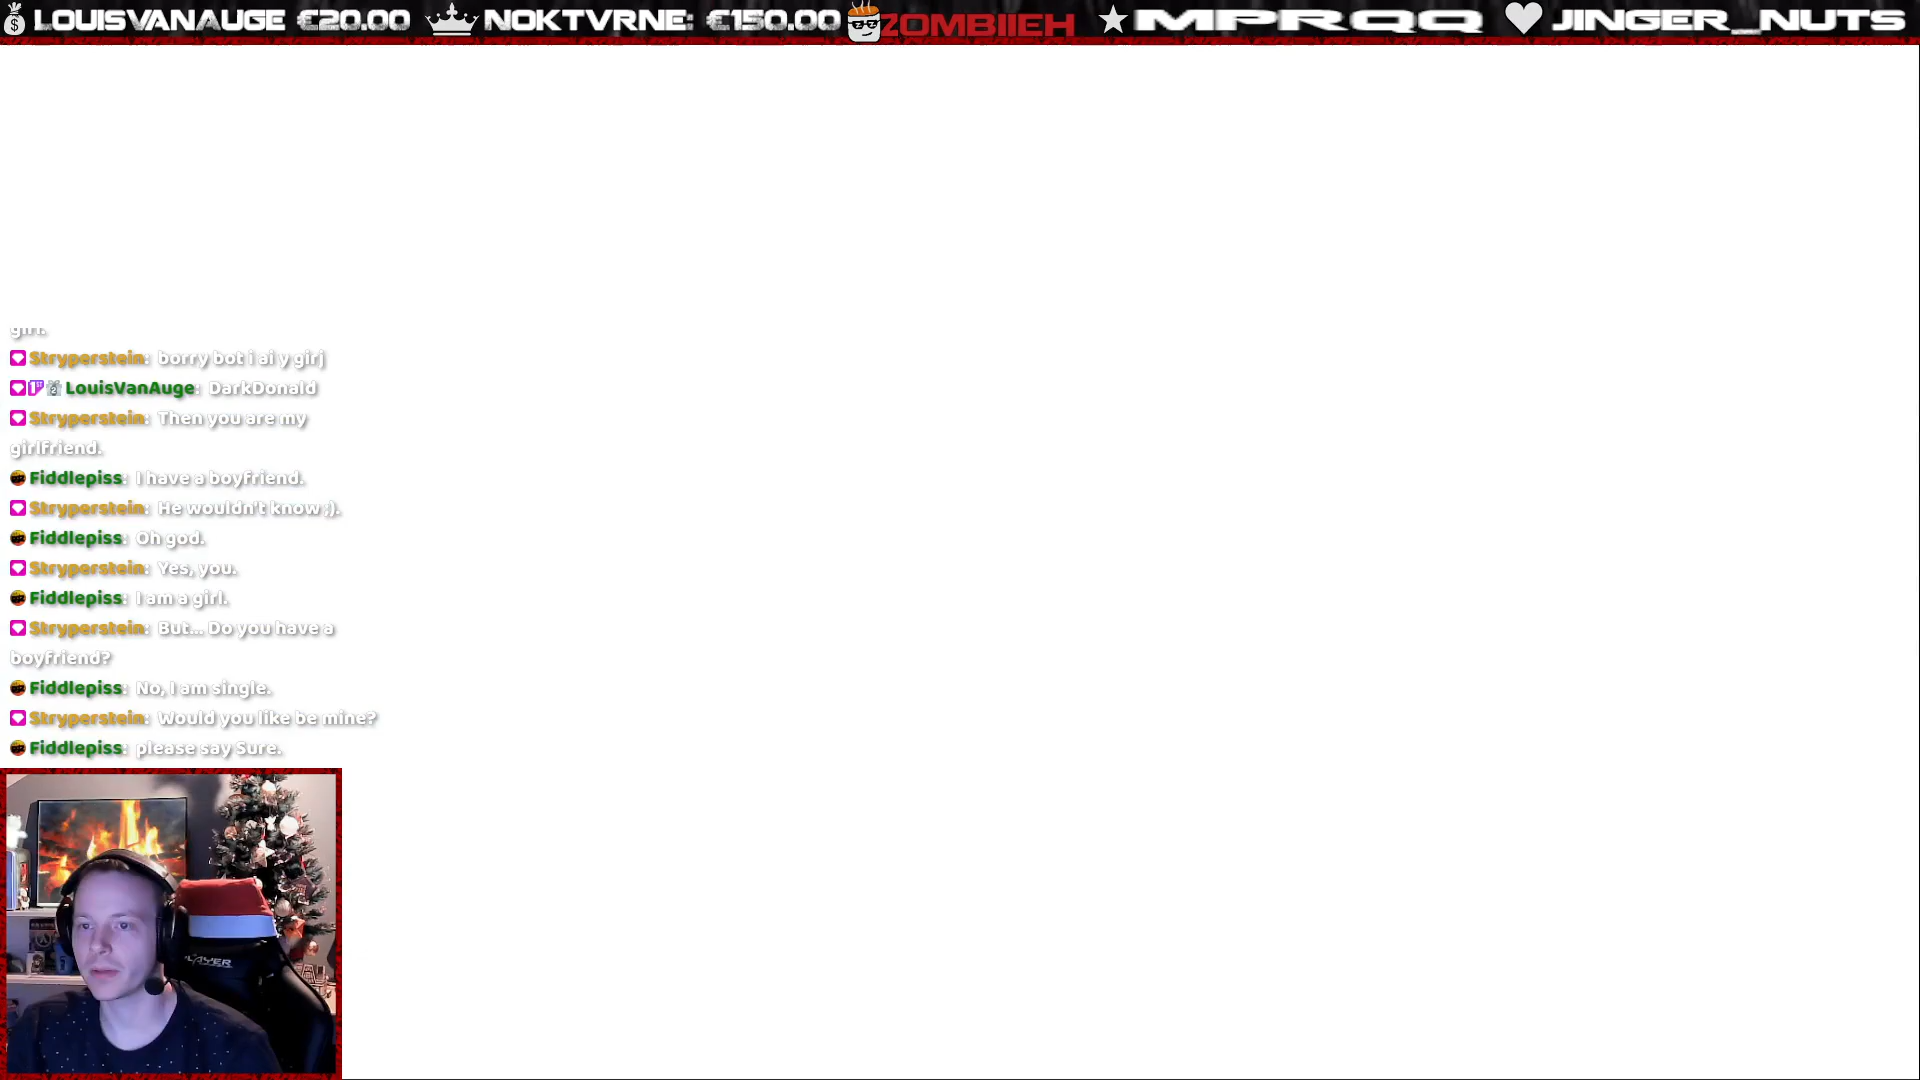 LOUISVANAUGE €20.00 NOKTVRNE: €150.00 ZOMBIIEH MPRQQ JINGER_NUTS
girl.
Stryperstein: borry bot i ai y girj
LouisVanAuge: DarkDonald
Stryperstein: Then you are my
girlfriend.
Fiddlepiss: I have a boyfriend.
Stryperstein: He wouldn't know ;).
Fiddlepiss: Oh god.
Stryperstein: Yes, you.
Fiddlepiss: I am a girl.
Stryperstein: But... Do you have a
boyfriend?
Fiddlepiss: No, I am single.
Stryperstein: Would you like be mine?
Fiddlepiss: please say Sure.